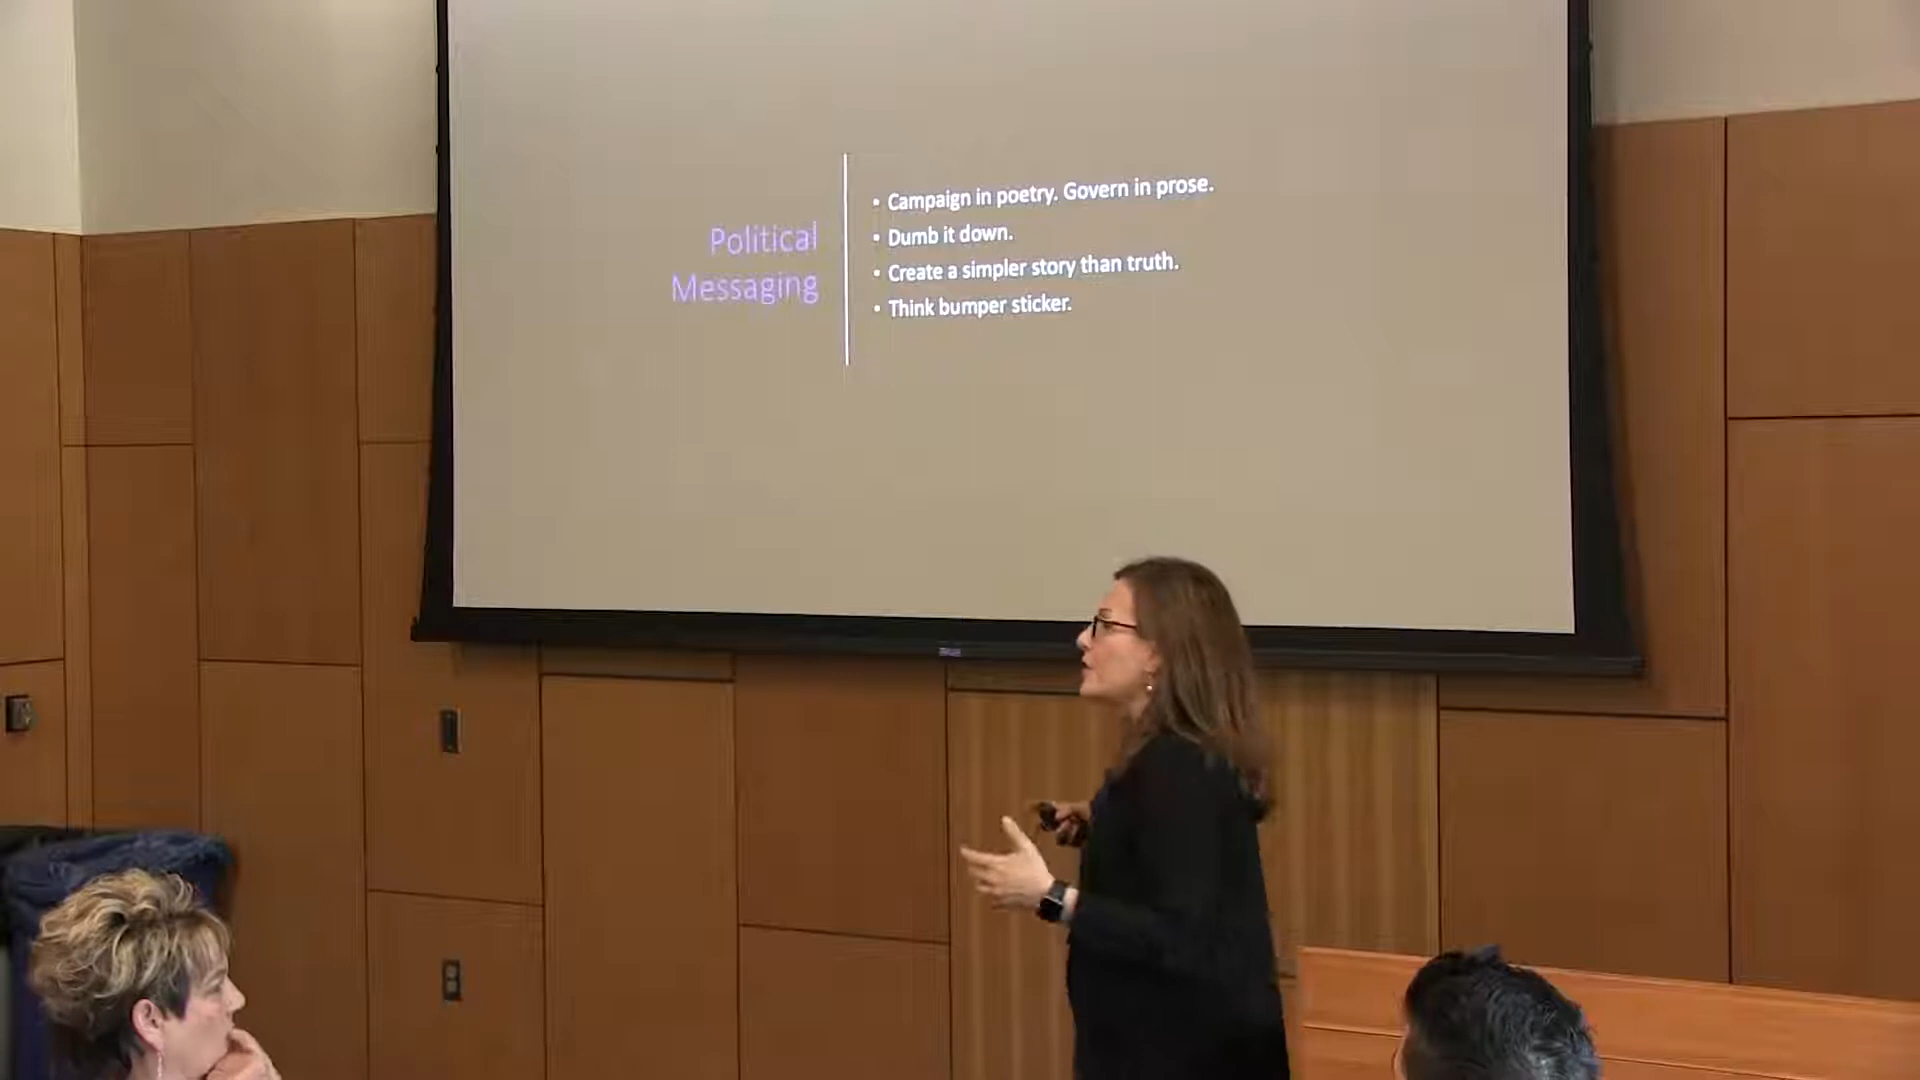 Political
Messaging
• Campaign in poetry. Govern in prose.
• Dumb it down.
• Create a simpler story than truth.
• Think bumper sticker.